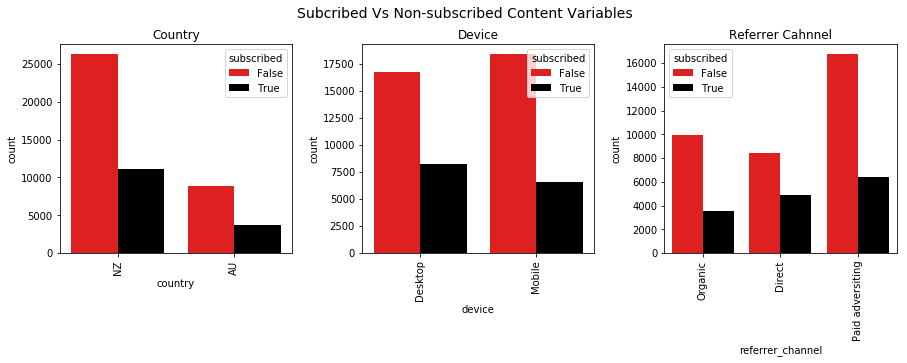 Subcribed Vs Non-subscribed Content Variables
Country
count
25000
20000
15000
10000
5000
0
subscribed
False
True
NZ
AU
country
Device
count
17500
15000
12500
10000
7500
5000
2500
0
subscribed
False
True
Desktop
Mobile
device
Referrer Cahnnel
count
16000
14000
12000
10000
8000
6000
4000
2000
0
subscribed
False
True
Organic
Direct
Paid adversiting
referrer_channel